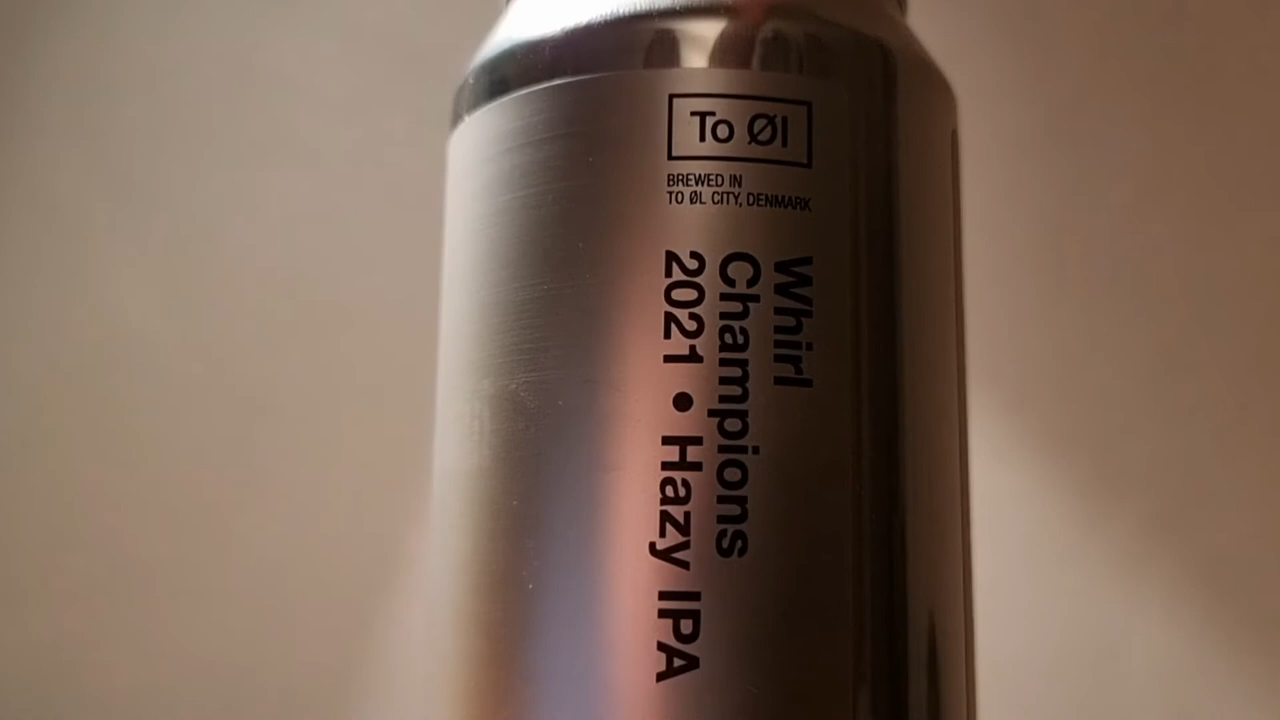 To Øl
BREWED IN
TO ØL CITY, DENMARK
Whirl
Champions
2021 • Hazy IPA